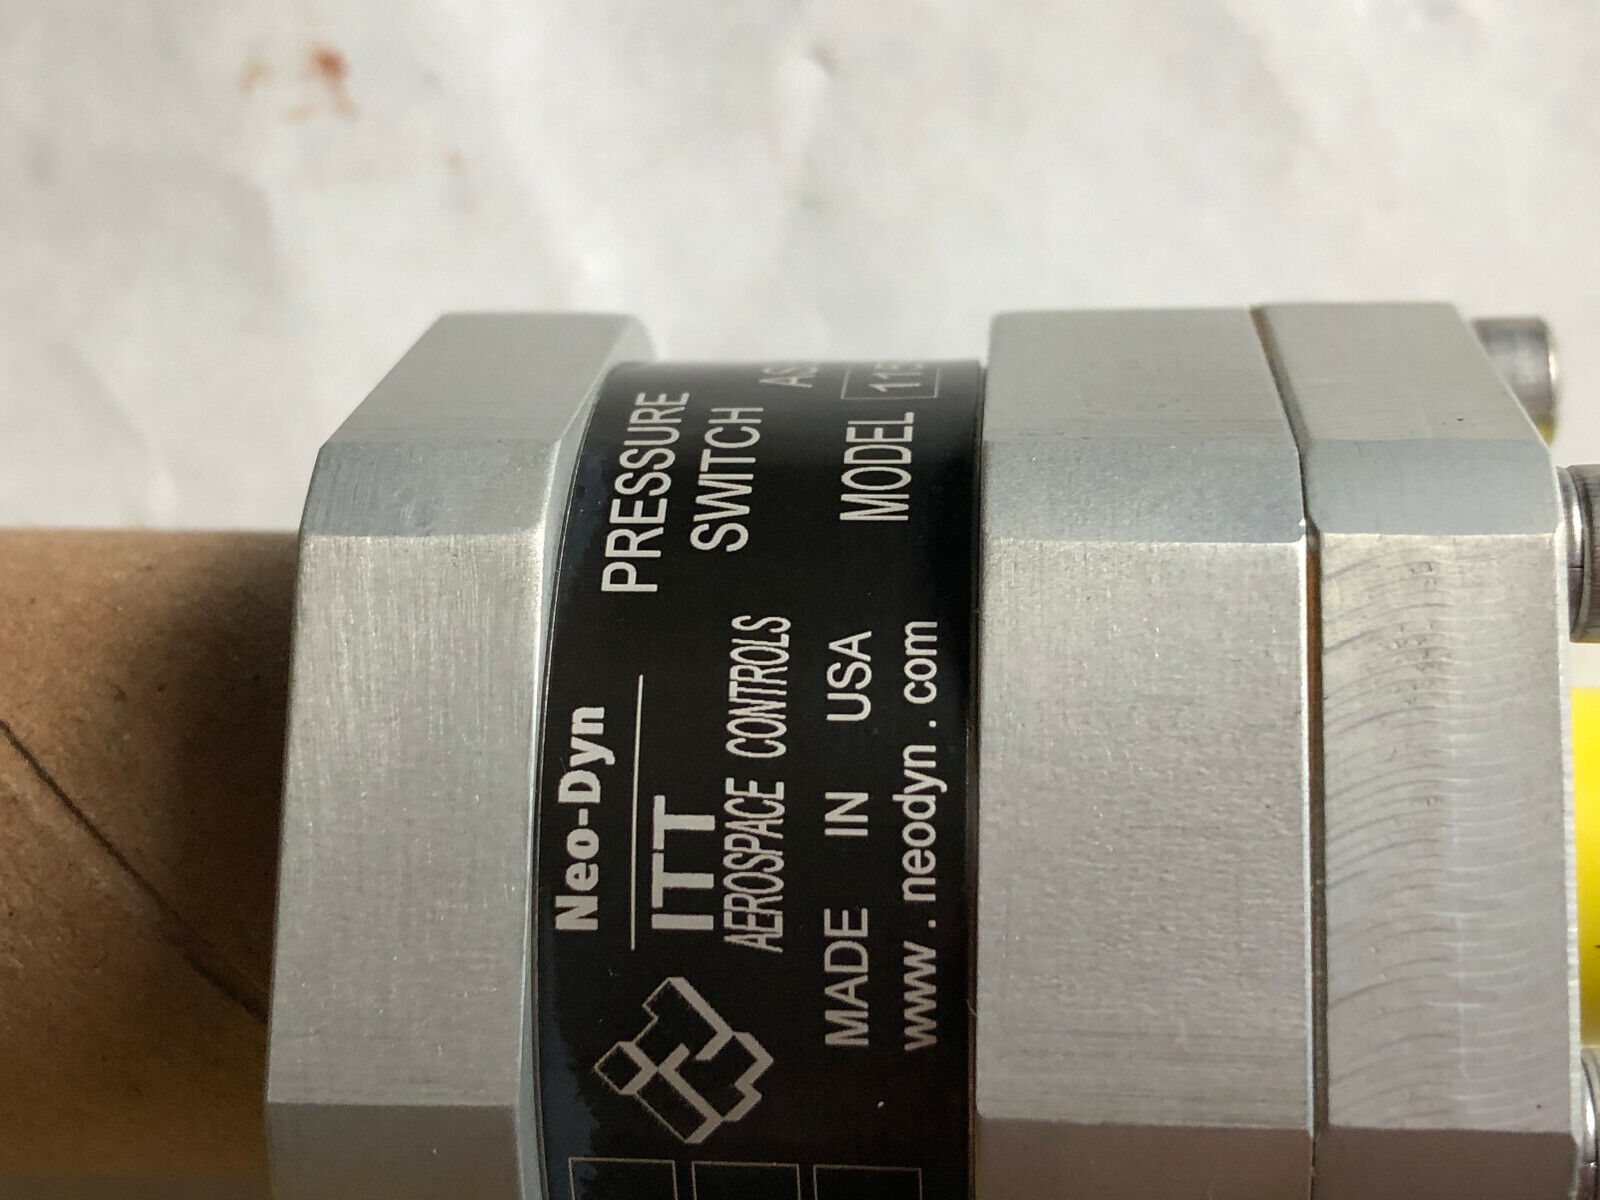 Neo-Dyn
ITT
AEROSPACE CONTROLS
PRESSURE
SWITCH
MADE IN USA
MODEL
www.neodyn.com